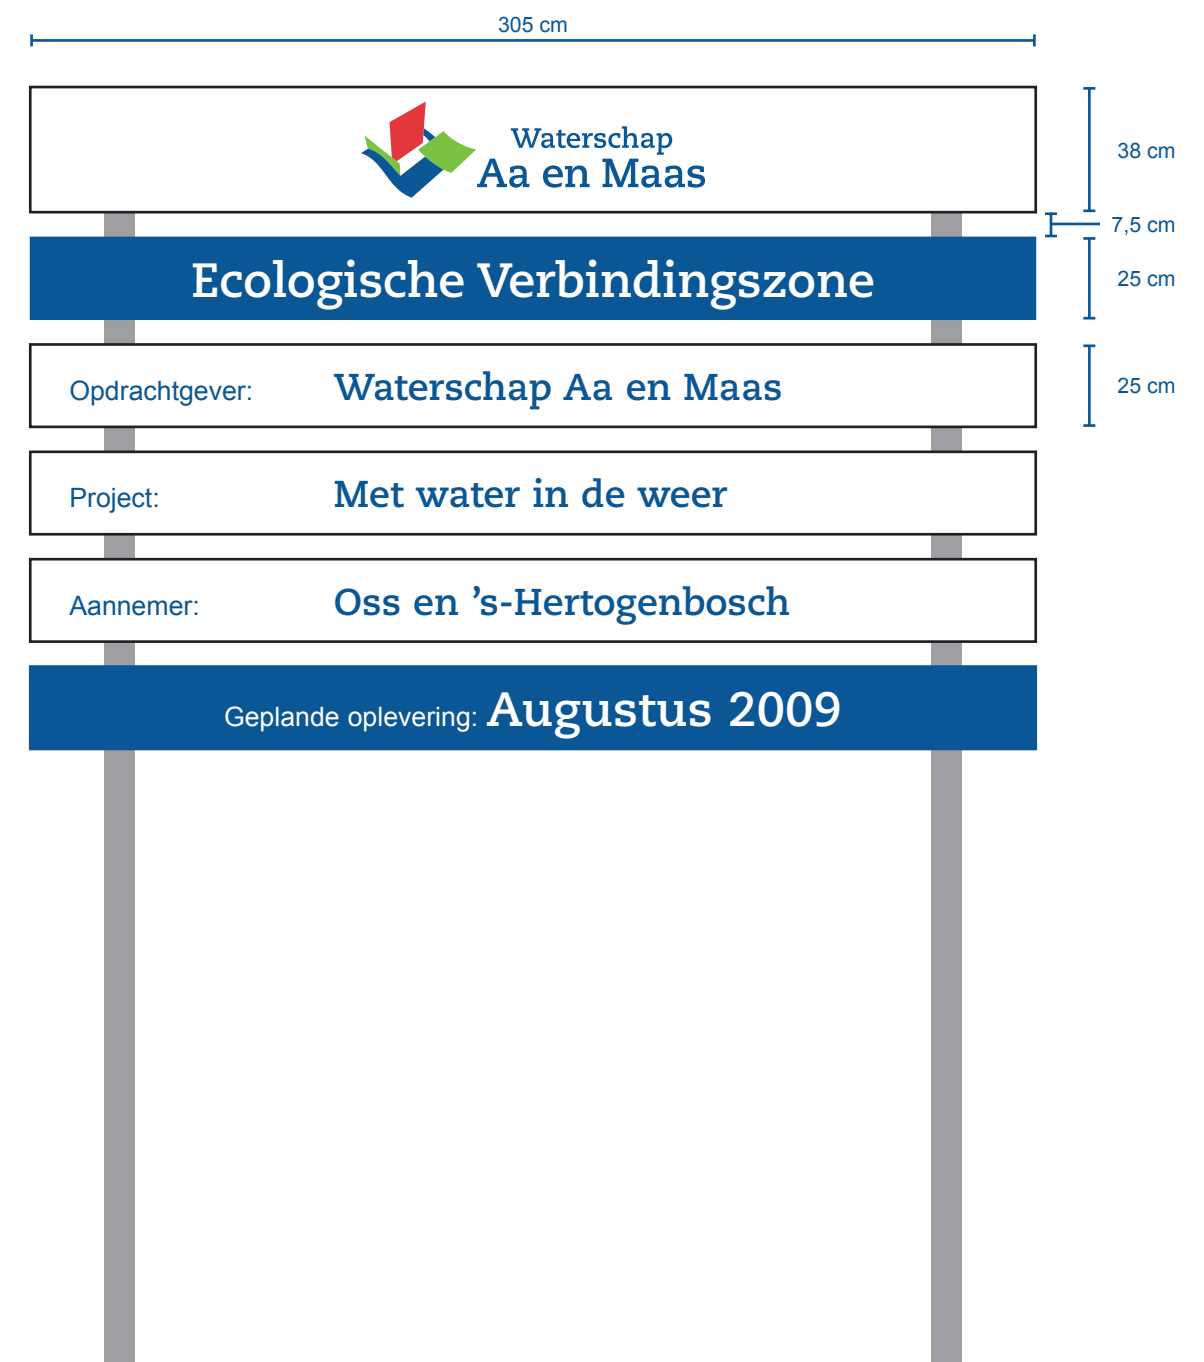 305 cm
Waterschap
Aa en Maas
38 cm
7,5 cm
Ecologische Verbindingszone
25 cm
Opdrachtgever: Waterschap Aa en Maas
25 cm
Project: Met water in de weer
Aannemer: Oss en ’s-Hertogenbosch
Geplande oplevering: Augustus 2009